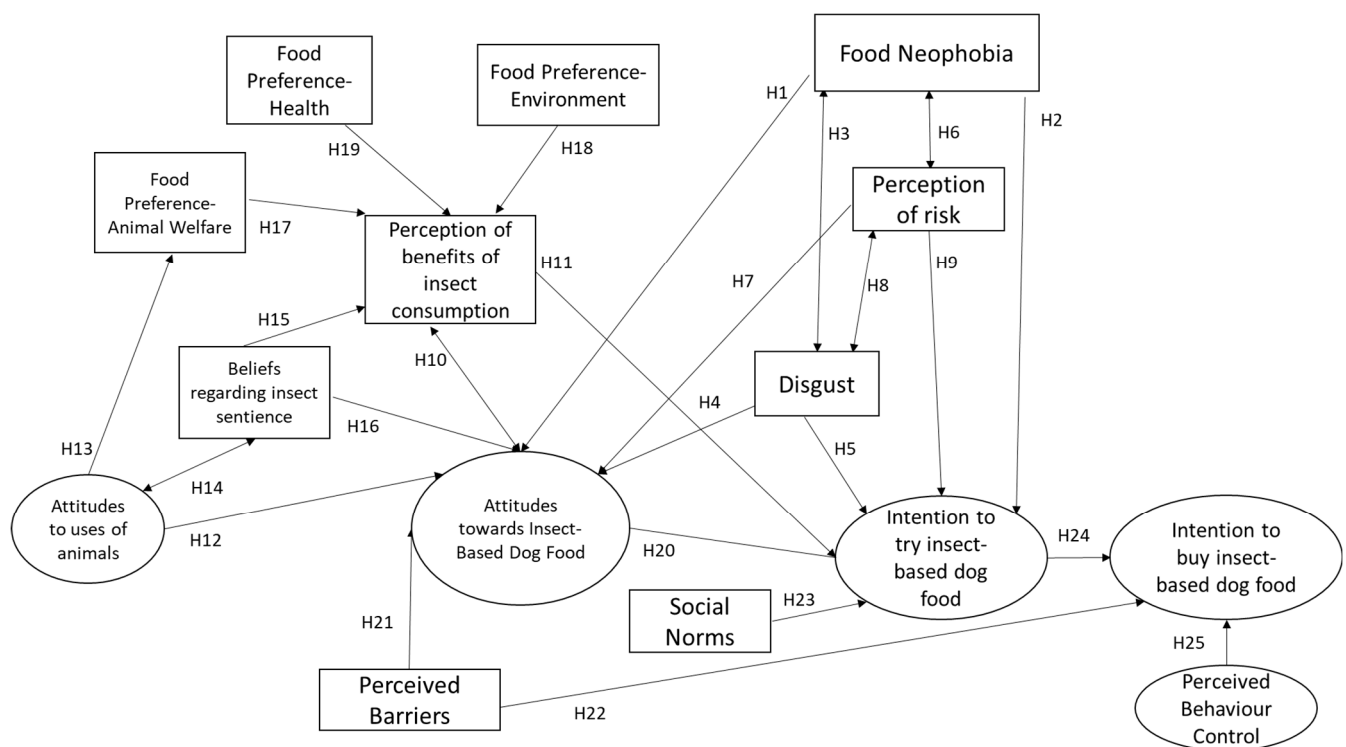 Food
Preference-
Health
Food Preference-
Environment
Food Neophobia
H1
H2
H3
H6
H19
H18
Food
Preference-
Animal Welfare
H17
Perception
of risk
Perception of
benefits of
insect
consumption
H11
H7
H8
H9
H15
H10
Beliefs
regarding insect
sentience
H16
Disgust
H4
H5
H13
H14
Attitudes
to uses of
animals
H12
Attitudes
towards Insect-
Based Dog Food
H20
Intention to
try insect-
based dog
food
H24
Intention to
buy insect-
based dog food
Social
Norms
H23
H21
Perceived
Barriers
H22
H25
Perceived
Behaviour
Control